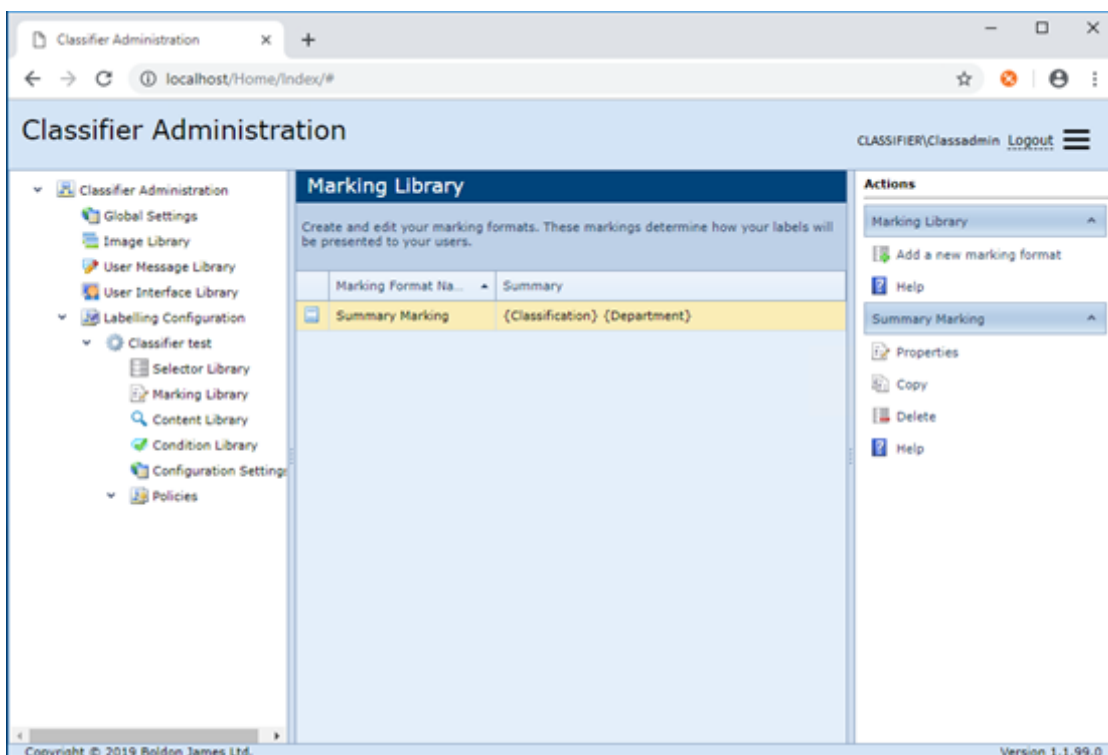 Classifier Administration
localhost/Home/Index/#
Classifier Administration
CLASSIFIER\Classadmin Logout
Classifier Administration
Global Settings
Image Library
User Message Library
User Interface Library
Labelling Configuration
Classifier test
Selector Library
Marking Library
Content Library
Condition Library
Configuration Settings
Policies
Marking Library
Create and edit your marking formats. These markings determine how your labels will
be presented to your users.
Marking Format Na... Summary
Summary Marking {Classification} {Department}
Actions
Marking Library
Add a new marking format
Help
Summary Marking
Properties
Copy
Delete
Help
Copyright © 2019 Boldon James Ltd.
Version 1.1.99.0